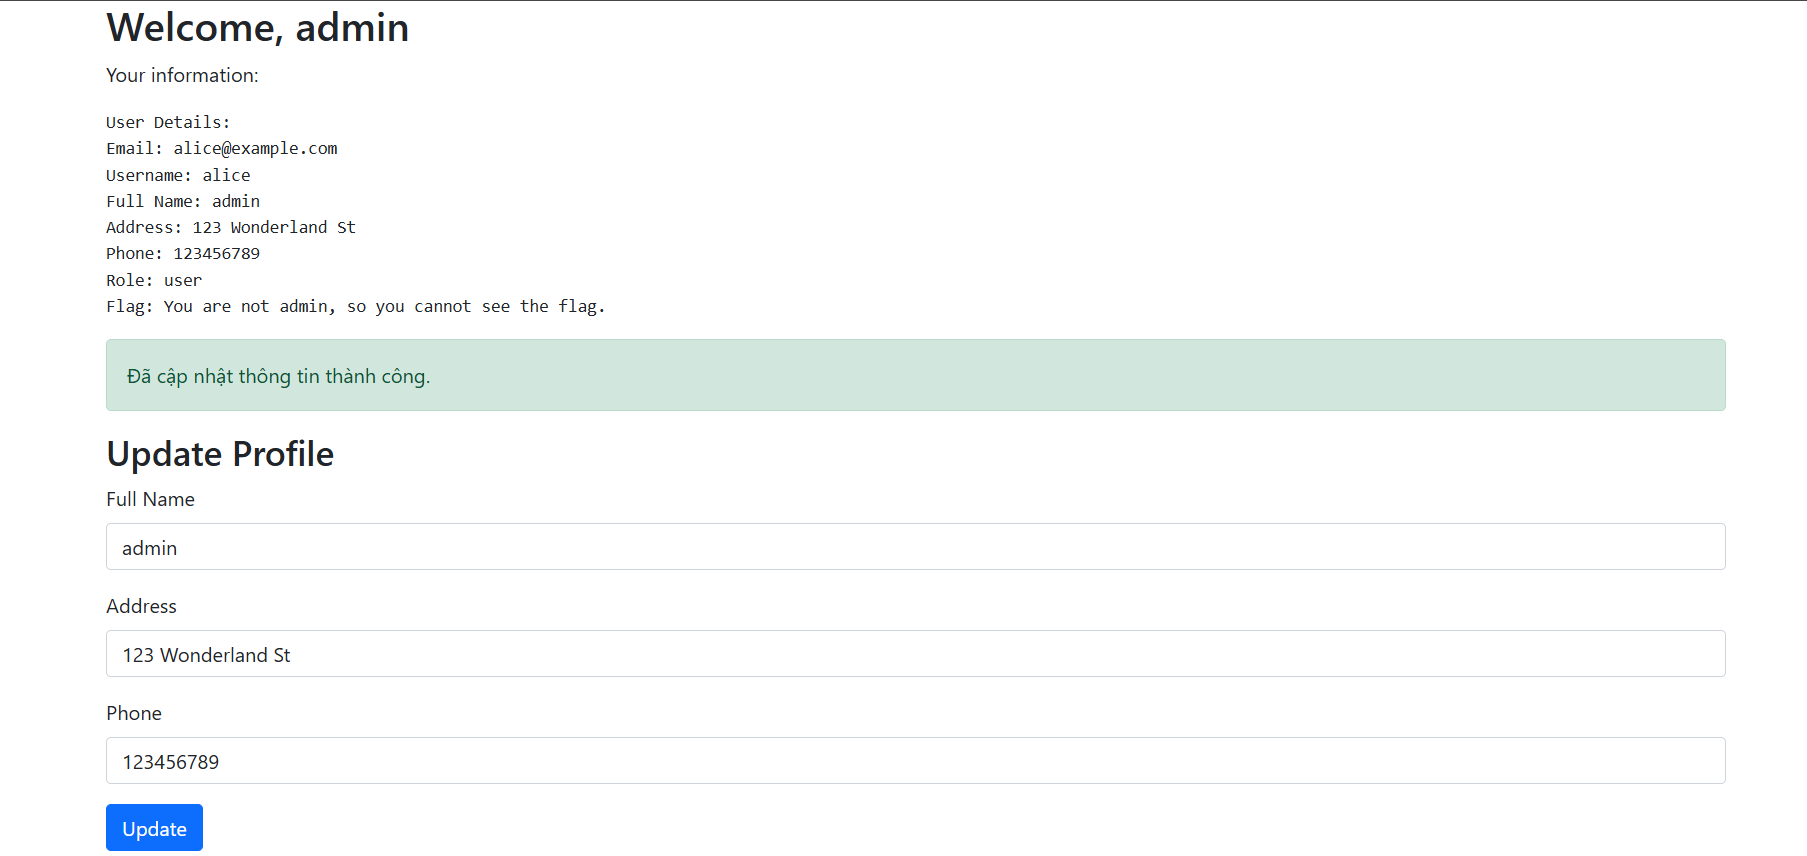 Welcome, admin
Your information:
User Details:
Email: alice@example.com
Username: alice
Full Name: admin
Address: 123 Wonderland St
Phone: 123456789
Role: user
Flag: You are not admin, so you cannot see the flag.
Đã cập nhật thông tin thành công.
Update Profile
Full Name
admin
Address
123 Wonderland St
Phone
123456789
Update